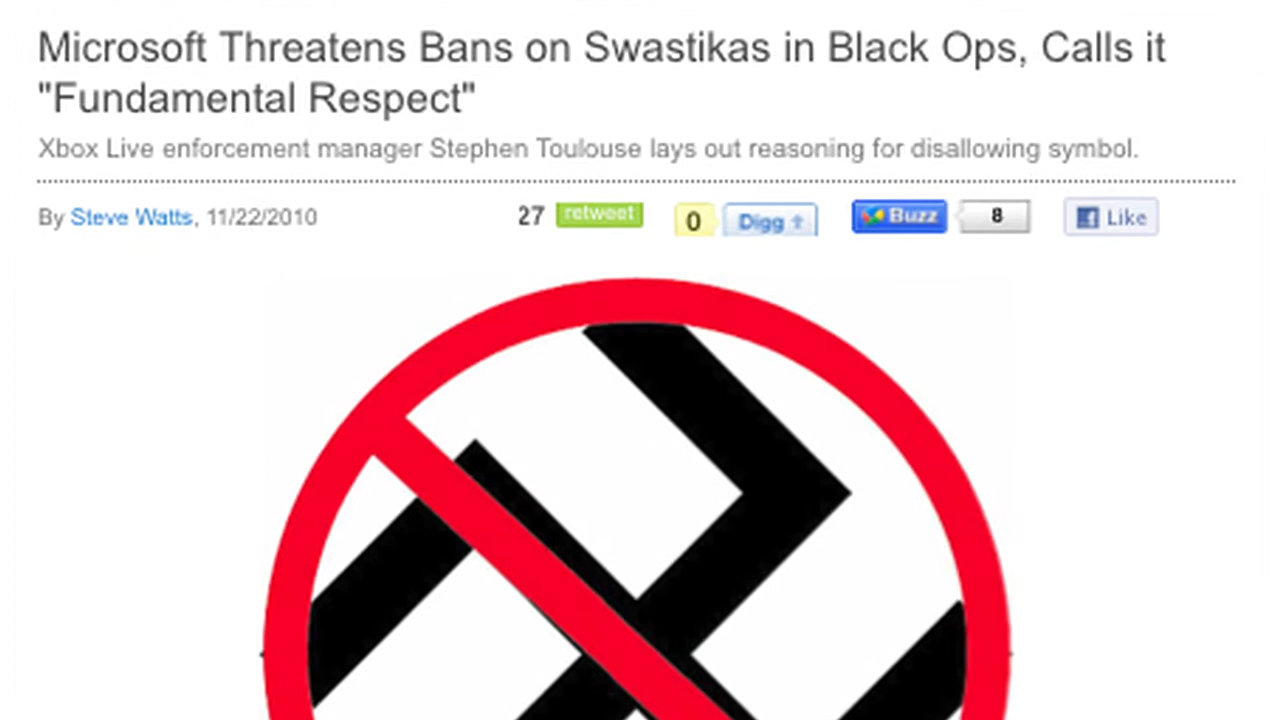 Microsoft Threatens Bans on Swastikas in Black Ops, Calls it
"Fundamental Respect"
Xbox Live enforcement manager Stephen Toulouse lays out reasoning for disallowing symbol.
By Steve Watts, 11/22/2010 27 retweet 0 Digg Buzz 8 Like